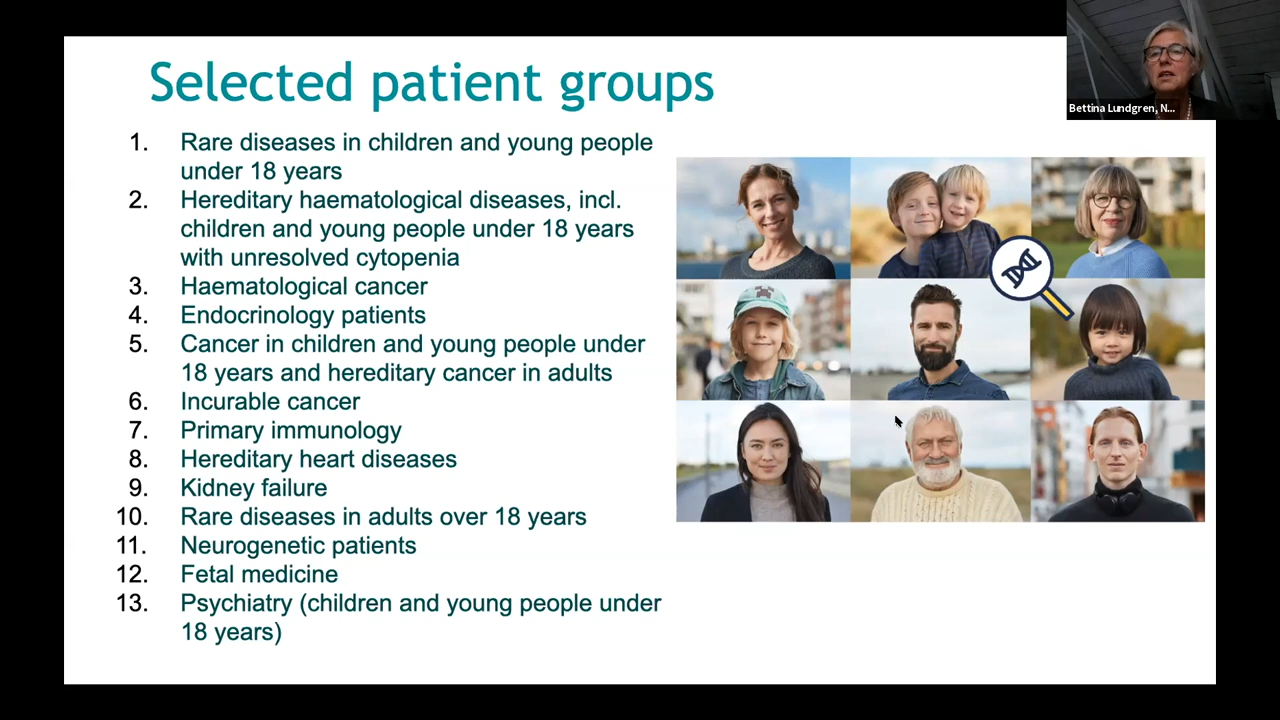 Selected patient groups
Bettina Lundgren, N...
1. Rare diseases in children and young people
under 18 years
2. Hereditary haematological diseases, incl.
children and young people under 18 years
with unresolved cytopenia
3. Haematological cancer
4. Endocrinology patients
5. Cancer in children and young people under
18 years and hereditary cancer in adults
6. Incurable cancer
7. Primary immunology
8. Hereditary heart diseases
9. Kidney failure
10. Rare diseases in adults over 18 years
11. Neurogenetic patients
12. Fetal medicine
13. Psychiatry (children and young people under
18 years)